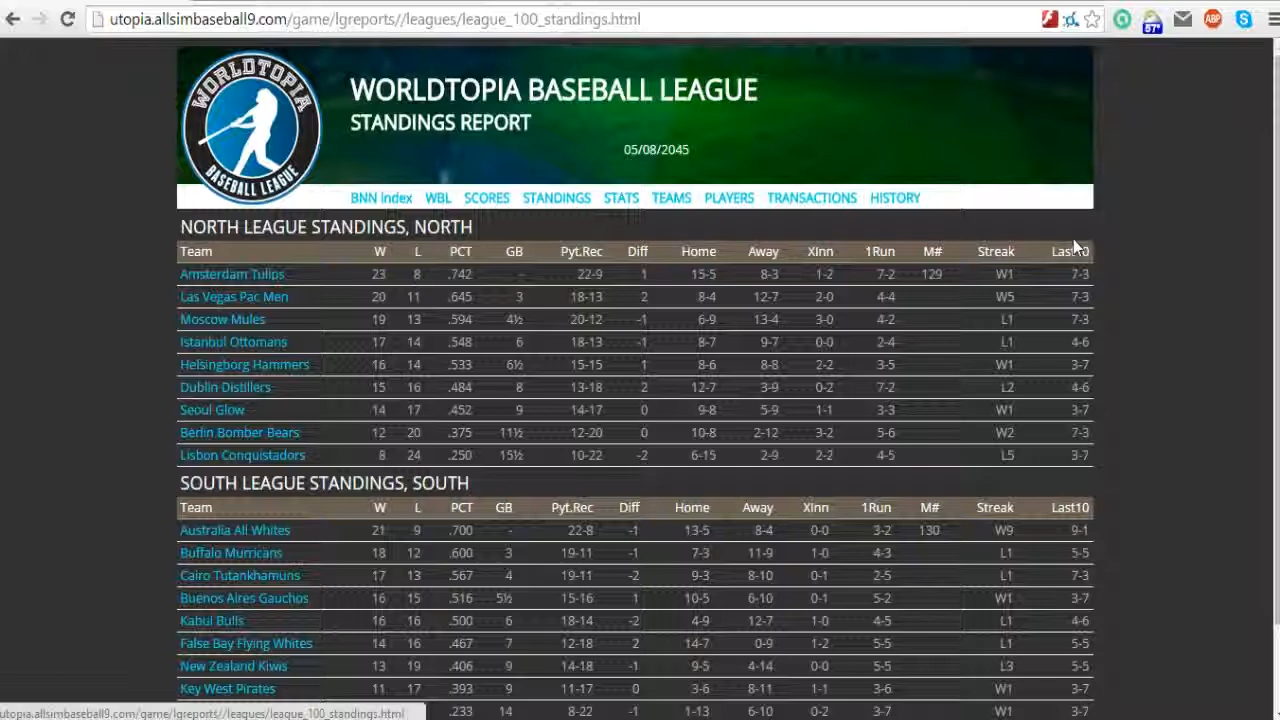 utopia.allsimbaseball9.com/game/lgreports//leagues/league_100_standings.html
57°
ABP
WORLDTOPIA
BASEBALL LEAGUE
WORLDTOPIA BASEBALL LEAGUE
STANDINGS REPORT
05/08/2045
BNN Index WBL SCORES STANDINGS STATS TEAMS PLAYERS TRANSACTIONS HISTORY
NORTH LEAGUE STANDINGS, NORTH
Team W L PCT GB Pyt.Rec Diff Home Away XInn 1Run M# Streak Last10
Amsterdam Tulips 23 8 .742 - 22-9 1 15-5 8-3 1-2 7-2 129 W1 7-3
Las Vegas Pac Men 20 11 .645 3 18-13 2 8-4 12-7 2-0 4-4 W5 7-3
Moscow Mules 19 13 .594 4½ 20-12 -1 6-9 13-4 3-0 4-2 L1 7-3
Istanbul Ottomans 17 14 .548 6 18-13 -1 8-7 9-7 0-0 2-4 L1 4-6
Helsingborg Hammers 16 14 .533 6½ 15-15 1 8-6 8-8 2-2 3-5 W1 3-7
Dublin Distillers 15 16 .484 8 13-18 2 12-7 3-9 0-2 7-2 L2 4-6
Seoul Glow 14 17 .452 9 14-17 0 9-8 5-9 1-1 3-3 W1 3-7
Berlin Bomber Bears 12 20 .375 11½ 12-20 0 10-8 2-12 3-2 5-6 W2 7-3
Lisbon Conquistadors 8 24 .250 15½ 10-22 -2 6-15 2-9 2-2 4-5 L5 3-7
SOUTH LEAGUE STANDINGS, SOUTH
Team W L PCT GB Pyt.Rec Diff Home Away XInn 1Run M# Streak Last10
Australia All Whites 21 9 .700 - 22-8 -1 13-5 8-4 0-0 3-2 130 W9 9-1
Buffalo Murricans 18 12 .600 3 19-11 -1 7-3 11-9 1-0 4-3 L1 5-5
Cairo Tutankhamuns 17 13 .567 4 19-11 -2 9-3 8-10 0-1 2-5 L1 7-3
Buenos Aires Gauchos 16 15 .516 5½ 15-16 1 10-5 6-10 0-1 5-2 W1 3-7
Kabul Bulls 16 16 .500 6 18-14 -2 4-9 12-7 1-0 4-5 L1 4-6
False Bay Flying Whites 14 16 .467 7 12-18 2 14-7 0-9 1-2 5-5 L1 5-5
New Zealand Kiwis 13 19 .406 9 14-18 -1 9-5 4-14 0-0 5-5 L3 5-5
Key West Pirates 11 17 .393 9 11-17 0 3-6 8-11 1-1 3-6 W1 3-7
.233 14 8-22 -1 1-13 6-10 0-2 3-7 L1 3-7
utopia.allsimbaseball9.com/game/lgreports//leagues/league_100_standings.html